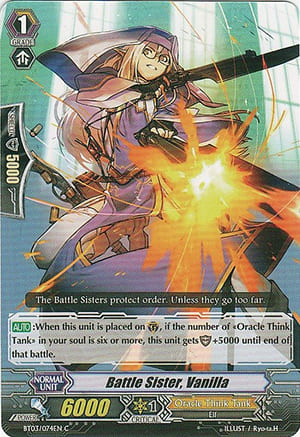 1
GRADE
SHIELD
5000
The Battle Sisters protect order. Unless they go too far.
AUTO:When this unit is placed on , if the number of «Oracle Think
Tank» in your soul is six or more, this unit gets +5000 until end
of that battle.
NORMAL
UNIT
Battle Sister, Vanilla
POWER
6000
1
CRITICAL
Oracle Think Tank
Elf
BT03/074EN C
ILLUST / Ryo-ta.H